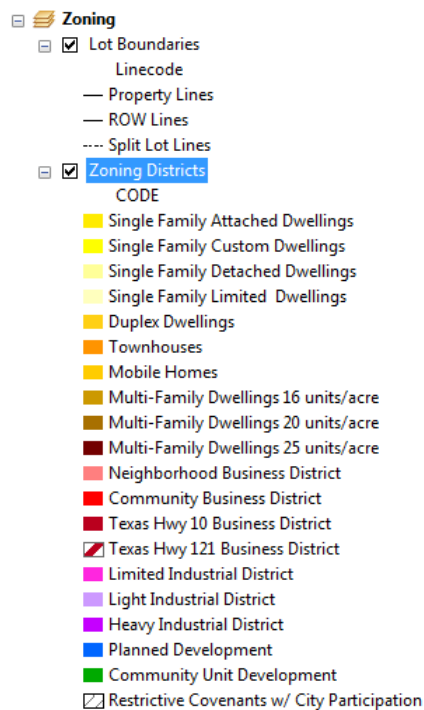 Zoning
Lot Boundaries
Linecode
Property Lines
ROW Lines
Split Lot Lines
Zoning Districts
CODE
Single Family Attached Dwellings
Single Family Custom Dwellings
Single Family Detached Dwellings
Single Family Limited  Dwellings
Duplex Dwellings
Townhouses
Mobile Homes
Multi-Family Dwellings 16 units/acre
Multi-Family Dwellings 20 units/acre
Multi-Family Dwellings 25 units/acre
Neighborhood Business District
Community Business District
Texas Hwy 10 Business District
Texas Hwy 121 Business District
Limited Industrial District
Light Industrial District
Heavy Industrial District
Planned Development
Community Unit Development
Restrictive Covenants w/ City Participation